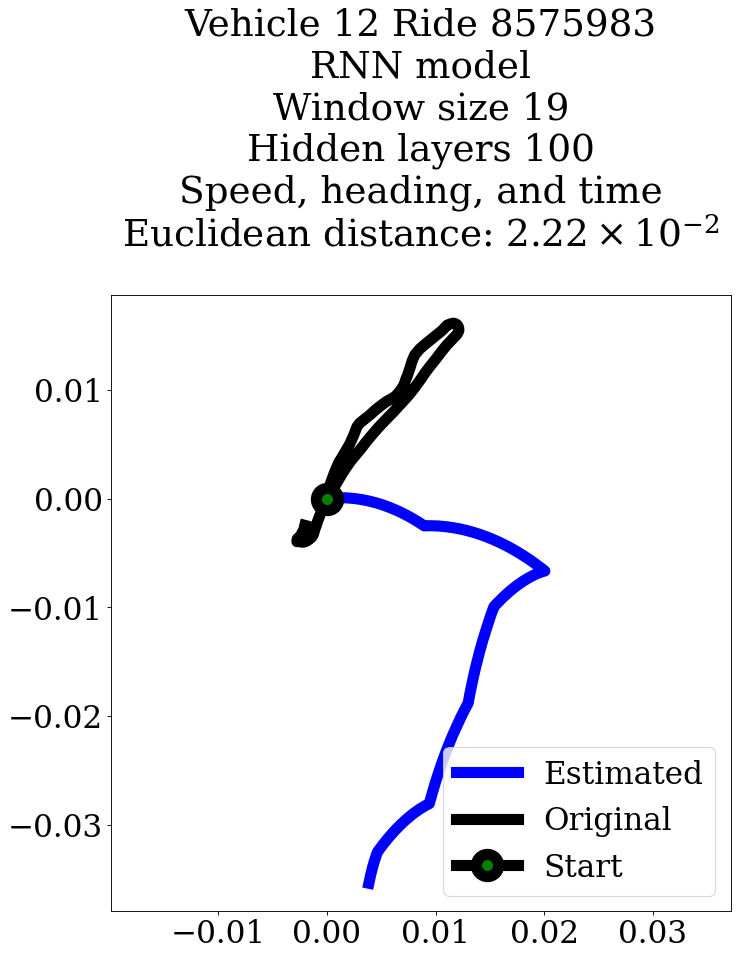 Vehicle 12 Ride 8575983
RNN model
Window size 19
Hidden layers 100
Speed, heading, and time
Euclidean distance: 2.22 × 10⁻²
0.01
0.00
−0.01
−0.02
−0.03
Estimated
Original
Start
−0.01 0.00 0.01 0.02 0.03